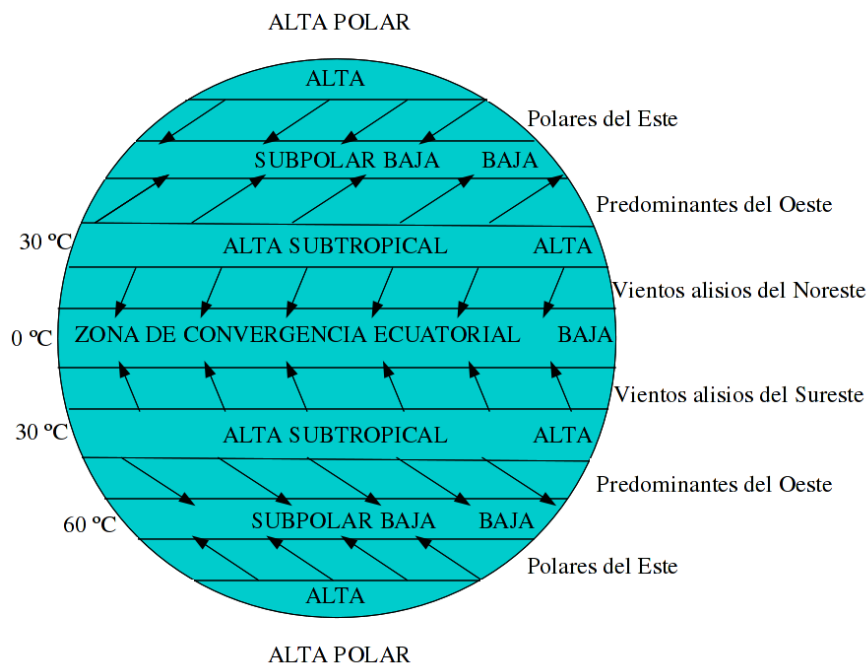 ALTA POLAR
ALTA
Polares del Este
SUBPOLAR BAJA BAJA
Predominantes del Oeste
30 ºC ALTA SUBTROPICAL ALTA
Vientos alisios del Noreste
0 ºC ZONA DE CONVERGENCIA ECUATORIAL BAJA
Vientos alisios del Sureste
30 ºC ALTA SUBTROPICAL ALTA
Predominantes del Oeste
60 ºC SUBPOLAR BAJA BAJA
Polares del Este
ALTA
ALTA POLAR